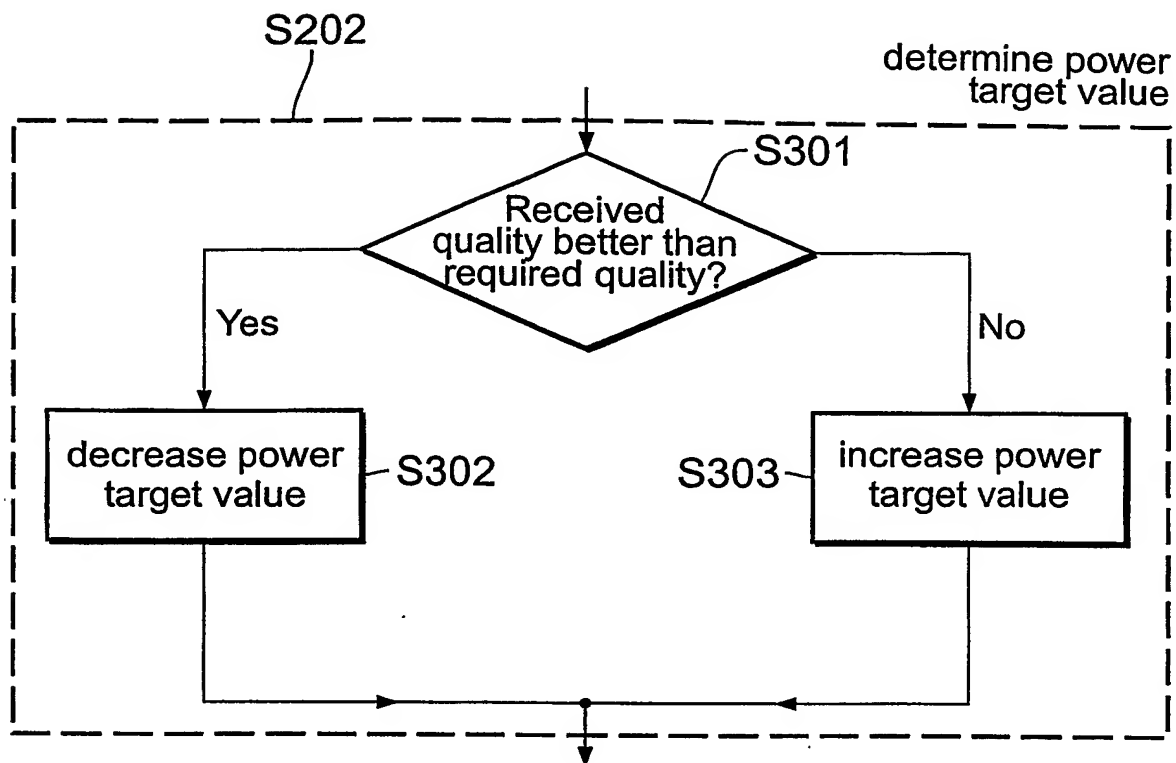 S202
determine power
target value
S301
Received
quality better than
required quality?
Yes
No
decrease power
target value
S302
S303
increase power
target value